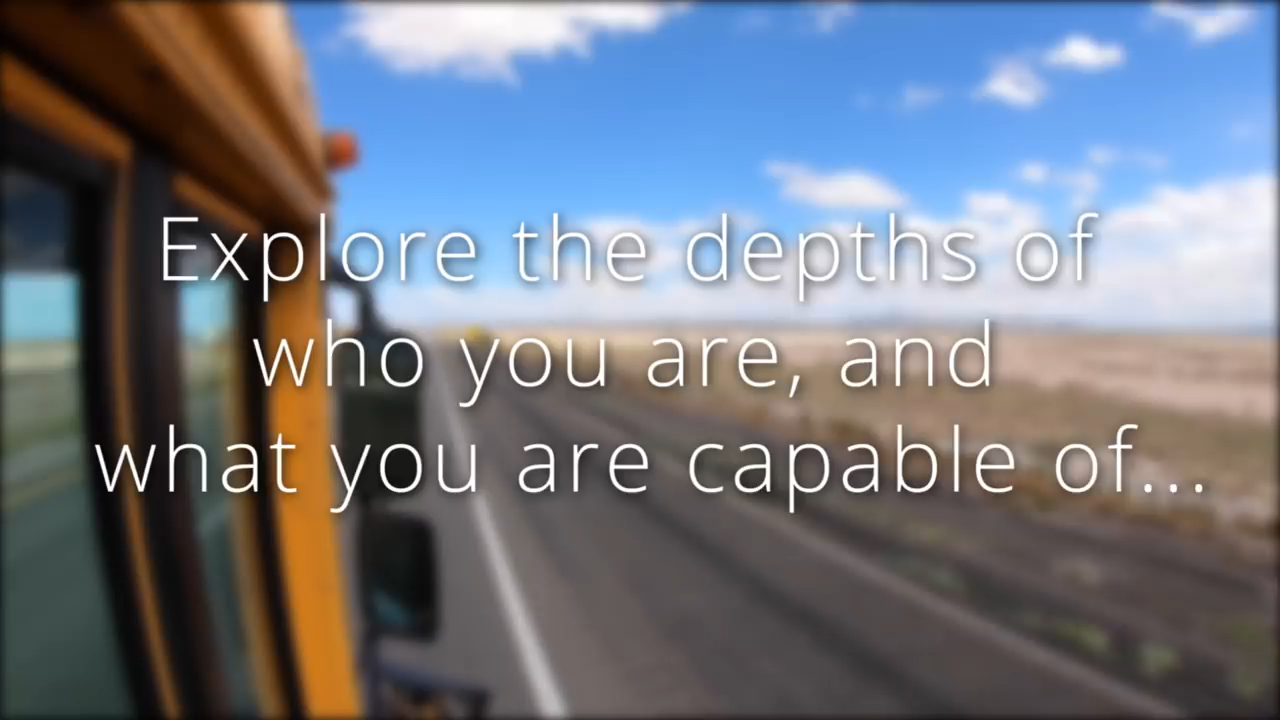 Explore the depths of
who you are, and
what you are capable of...